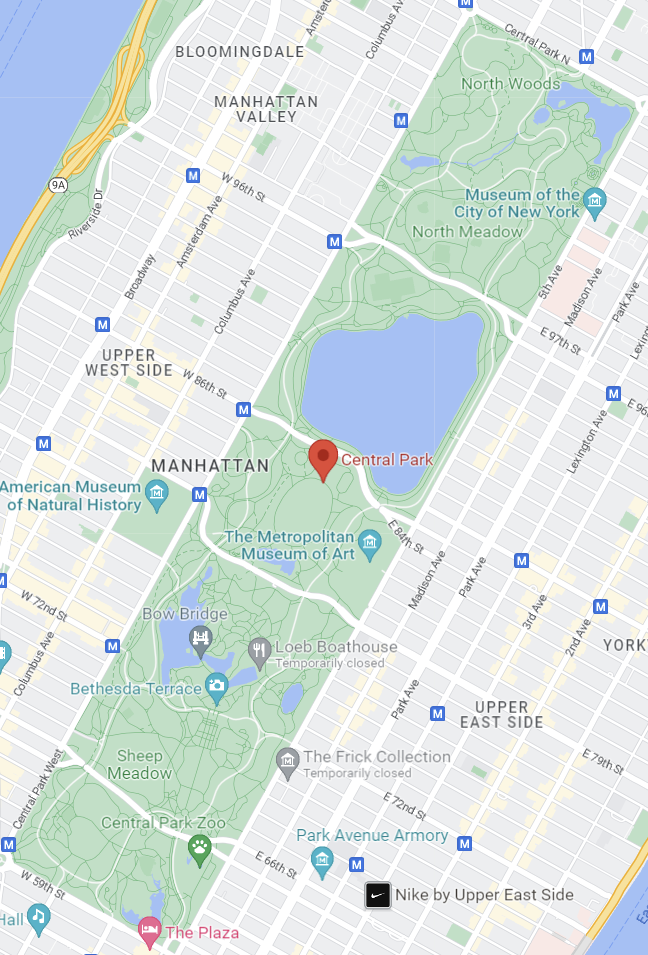 Central Park N
Amsterd
Columbus Av
BLOOMINGDALE
M
M
North Woods
MANHATTAN
VALLEY
M
9A
W 96th St
M
Museum of the
City of New York
Riverside Dr
Amsterdam Ave
North Meadow
M
Broadway
Columbus Ave
5th Ave
Madison Ave
Park Ave
M
E 97th St
Lexing
UPPER
WEST SIDE
W 86th St
M
M
E 96
M
Lexington Ave
MANHATTAN
Central Park
American Museum
of Natural History
M
E 84th St
The Metropolitan
Museum of Art
M
Madison Ave
Park Ave
W 72nd St
3rd Ave
2nd Ave
M
Bow Bridge
Columbus Ave
M
Loeb Boathouse
Temporarily closed
YORK
Bethesda Terrace
Park Ave
M
UPPER
EAST SIDE
Sheep
Meadow
The Frick Collection
Temporarily closed
E 79th St
Central Park West
E 72nd St
Central Park Zoo
Park Avenue Armory
M
M
E 66th St
M
W 59th St
Nike by Upper East Side
Hall
The Plaza
Eas